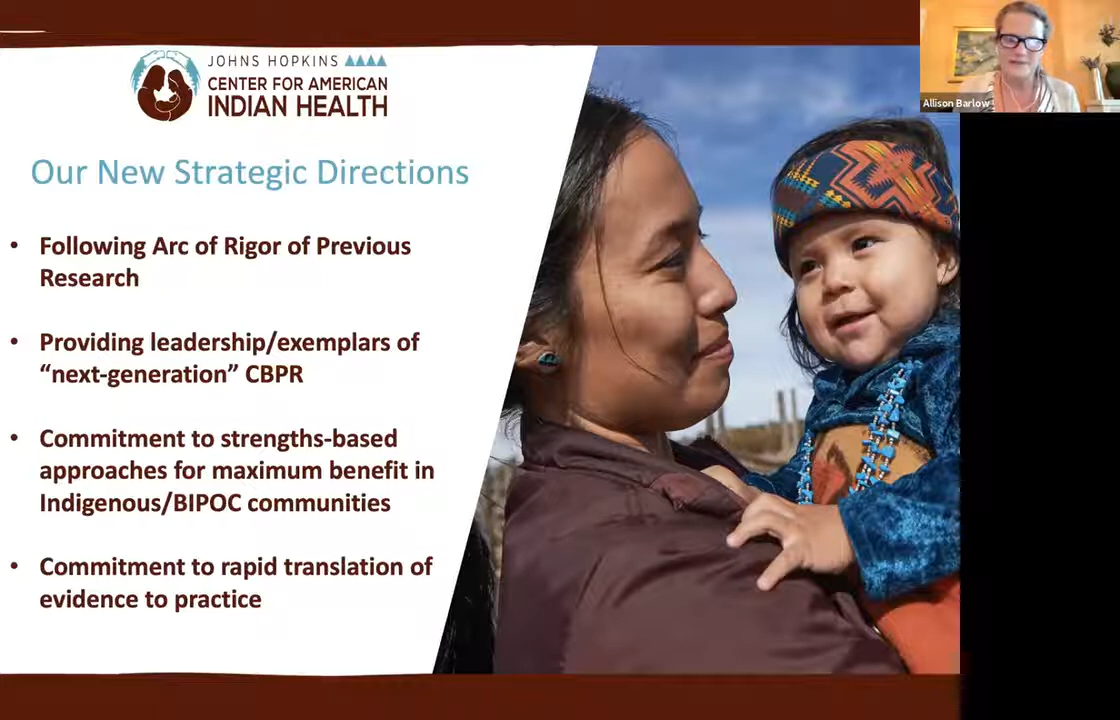 JOHNS HOPKINS
CENTER FOR AMERICAN
INDIAN HEALTH
Allison Barlow
Our New Strategic Directions
• Following Arc of Rigor of Previous
Research
• Providing leadership/exemplars of
“next-generation” CBPR
• Commitment to strengths-based
approaches for maximum benefit in
Indigenous/BIPOC communities
• Commitment to rapid translation of
evidence to practice